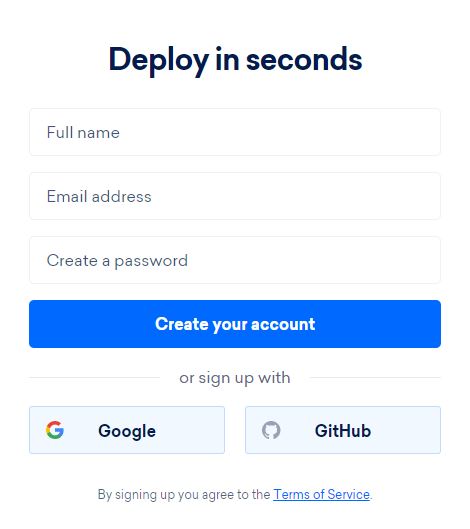 Deploy in seconds
Full name
Email address
Create a password
Create your account
or sign up with
Google
GitHub
By signing up you agree to the Terms of Service.